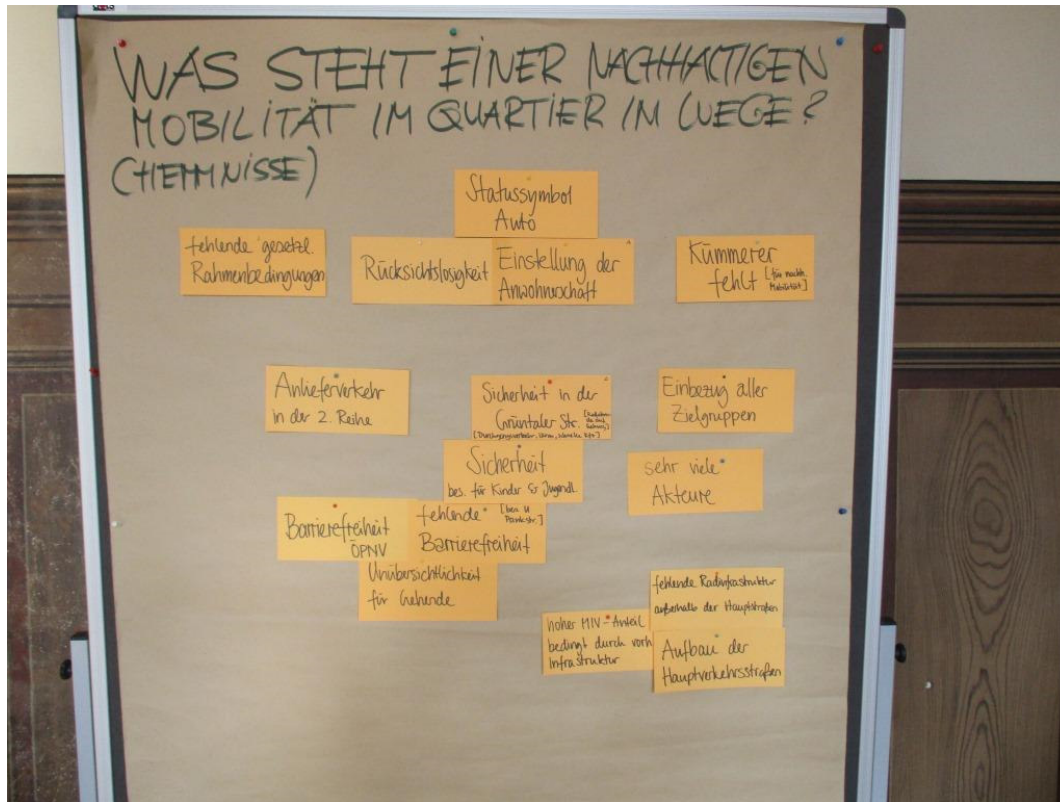 WAS STEHT EINER NACHHALTIGEN
MOBILITÄT IM QUARTIER IM WEGE?
(HEMMNISSE)
Statussymbol
Auto
fehlende gesetzl.
Rahmenbedingungen
Rücksichtslosigkeit
Einstellung der
Anwohnerschaft
Kümmerer
fehlt [für nachh.
Mobilität]
Anlieferverkehr
in der 2. Reihe
Sicherheit in der
Grüntaler Str.
Einbezug aller
Zielgruppen
Sicherheit
bes. für Kinder & Jugendl.
sehr viele
Akteure
Barrierefreiheit
ÖPNV
fehlende
Barrierefreiheit
Unübersichtlichkeit
für Gehende
fehlende Radinfrastruktur
außerhalb der Hauptstraßen
hoher MIV-Anteil
bedingt durch vorh.
Infrastruktur
Aufbau der
Hauptverkehrsstraßen